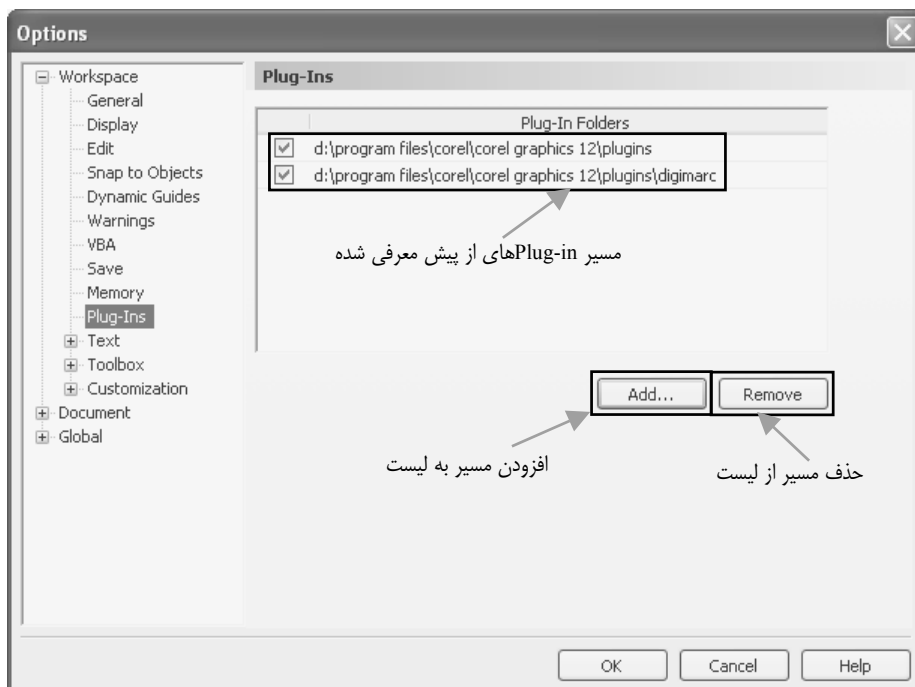 Options
Workspace
General
Display
Edit
Snap to Objects
Dynamic Guides
Warnings
VBA
Save
Memory
Plug-Ins
Text
Toolbox
Customization
Document
Global
Plug-Ins
Plug-In Folders
d:\program files\corel\corel graphics 12\plugins
d:\program files\corel\corel graphics 12\plugins\digimarc
مسیر Plug-inهای از پیش معرفی شده
Add...
Remove
افزودن مسیر به لیست
حذف مسیر از لیست
OK
Cancel
Help